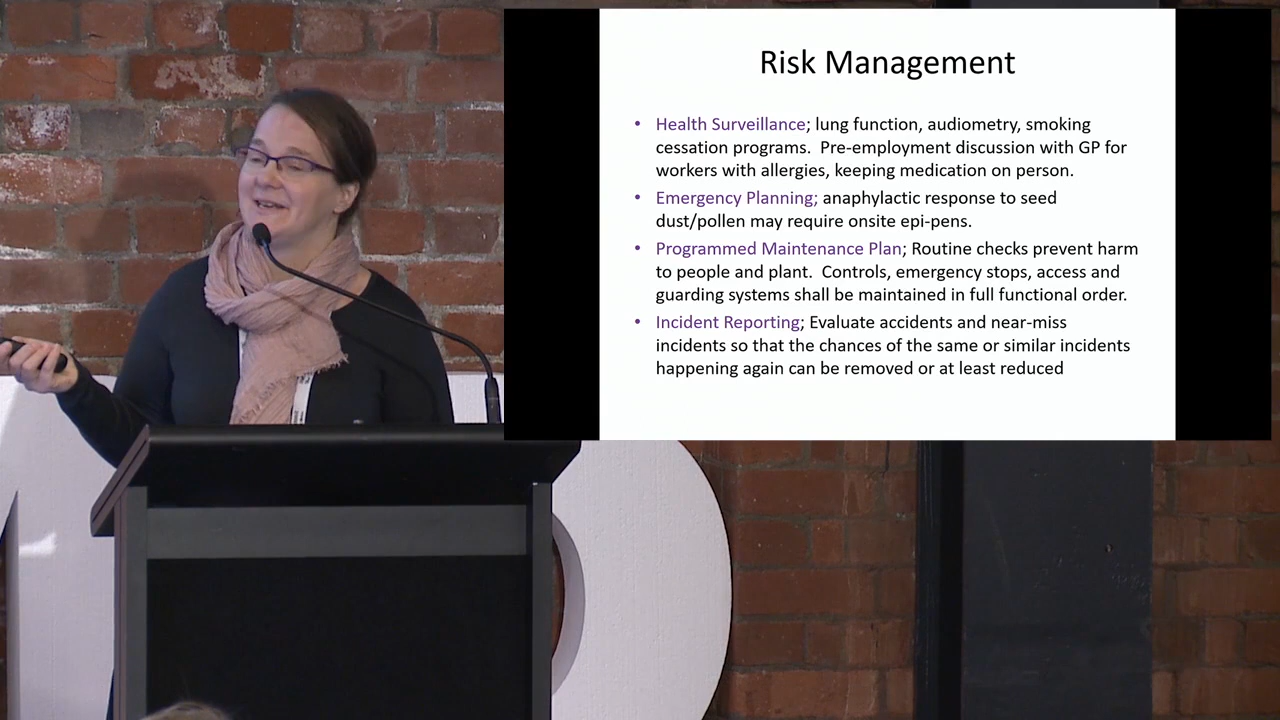 Risk Management
• Health Surveillance; lung function, audiometry, smoking
cessation programs.  Pre-employment discussion with GP for
workers with allergies, keeping medication on person.
• Emergency Planning; anaphylactic response to seed
dust/pollen may require onsite epi-pens.
• Programmed Maintenance Plan; Routine checks prevent harm
to people and plant.  Controls, emergency stops, access and
guarding systems shall be maintained in full functional order.
• Incident Reporting; Evaluate accidents and near-miss
incidents so that the chances of the same or similar incidents
happening again can be removed or at least reduced